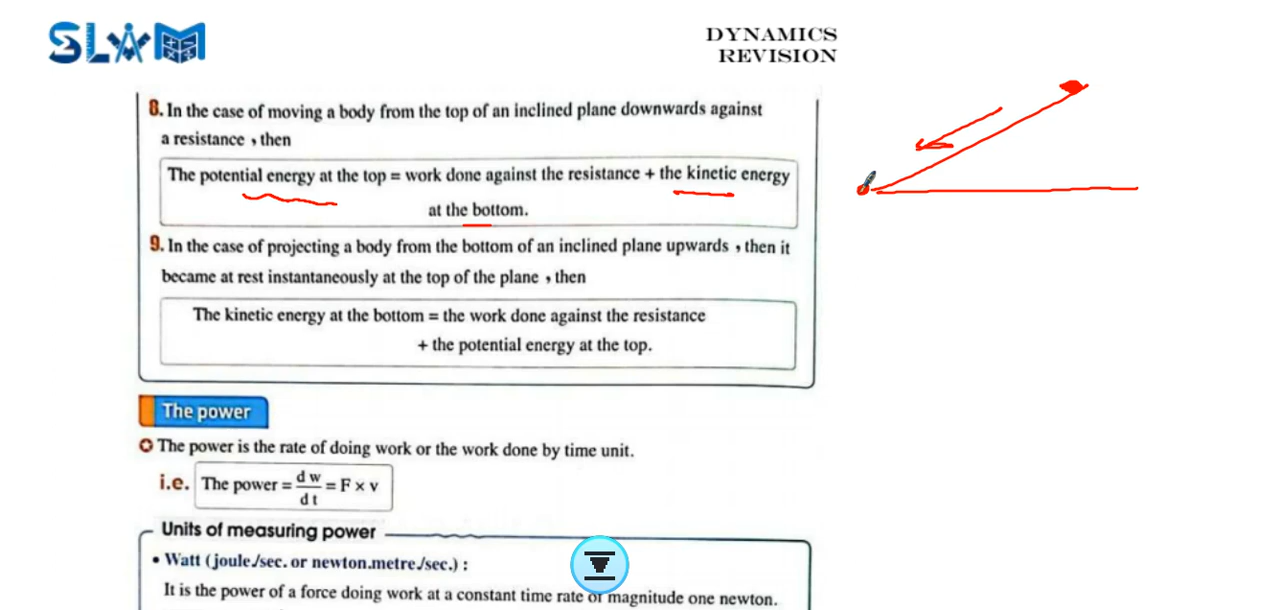 SLAM
DYNAMICS
REVISION
8. In the case of moving a body from the top of an inclined plane downwards against
a resistance , then
The potential energy at the top = work done against the resistance + the kinetic energy
at the bottom.
9. In the case of projecting a body from the bottom of an inclined plane upwards , then it
became at rest instantaneously at the top of the plane , then
The kinetic energy at the bottom = the work done against the resistance
+ the potential energy at the top.
The power
The power is the rate of doing work or the work done by time unit.
i.e. The power = d w / d t = F × v
Units of measuring power
• Watt (joule/sec. or newton.metre/sec.) :
It is the power of a force doing work at a constant time rate of magnitude one newton.